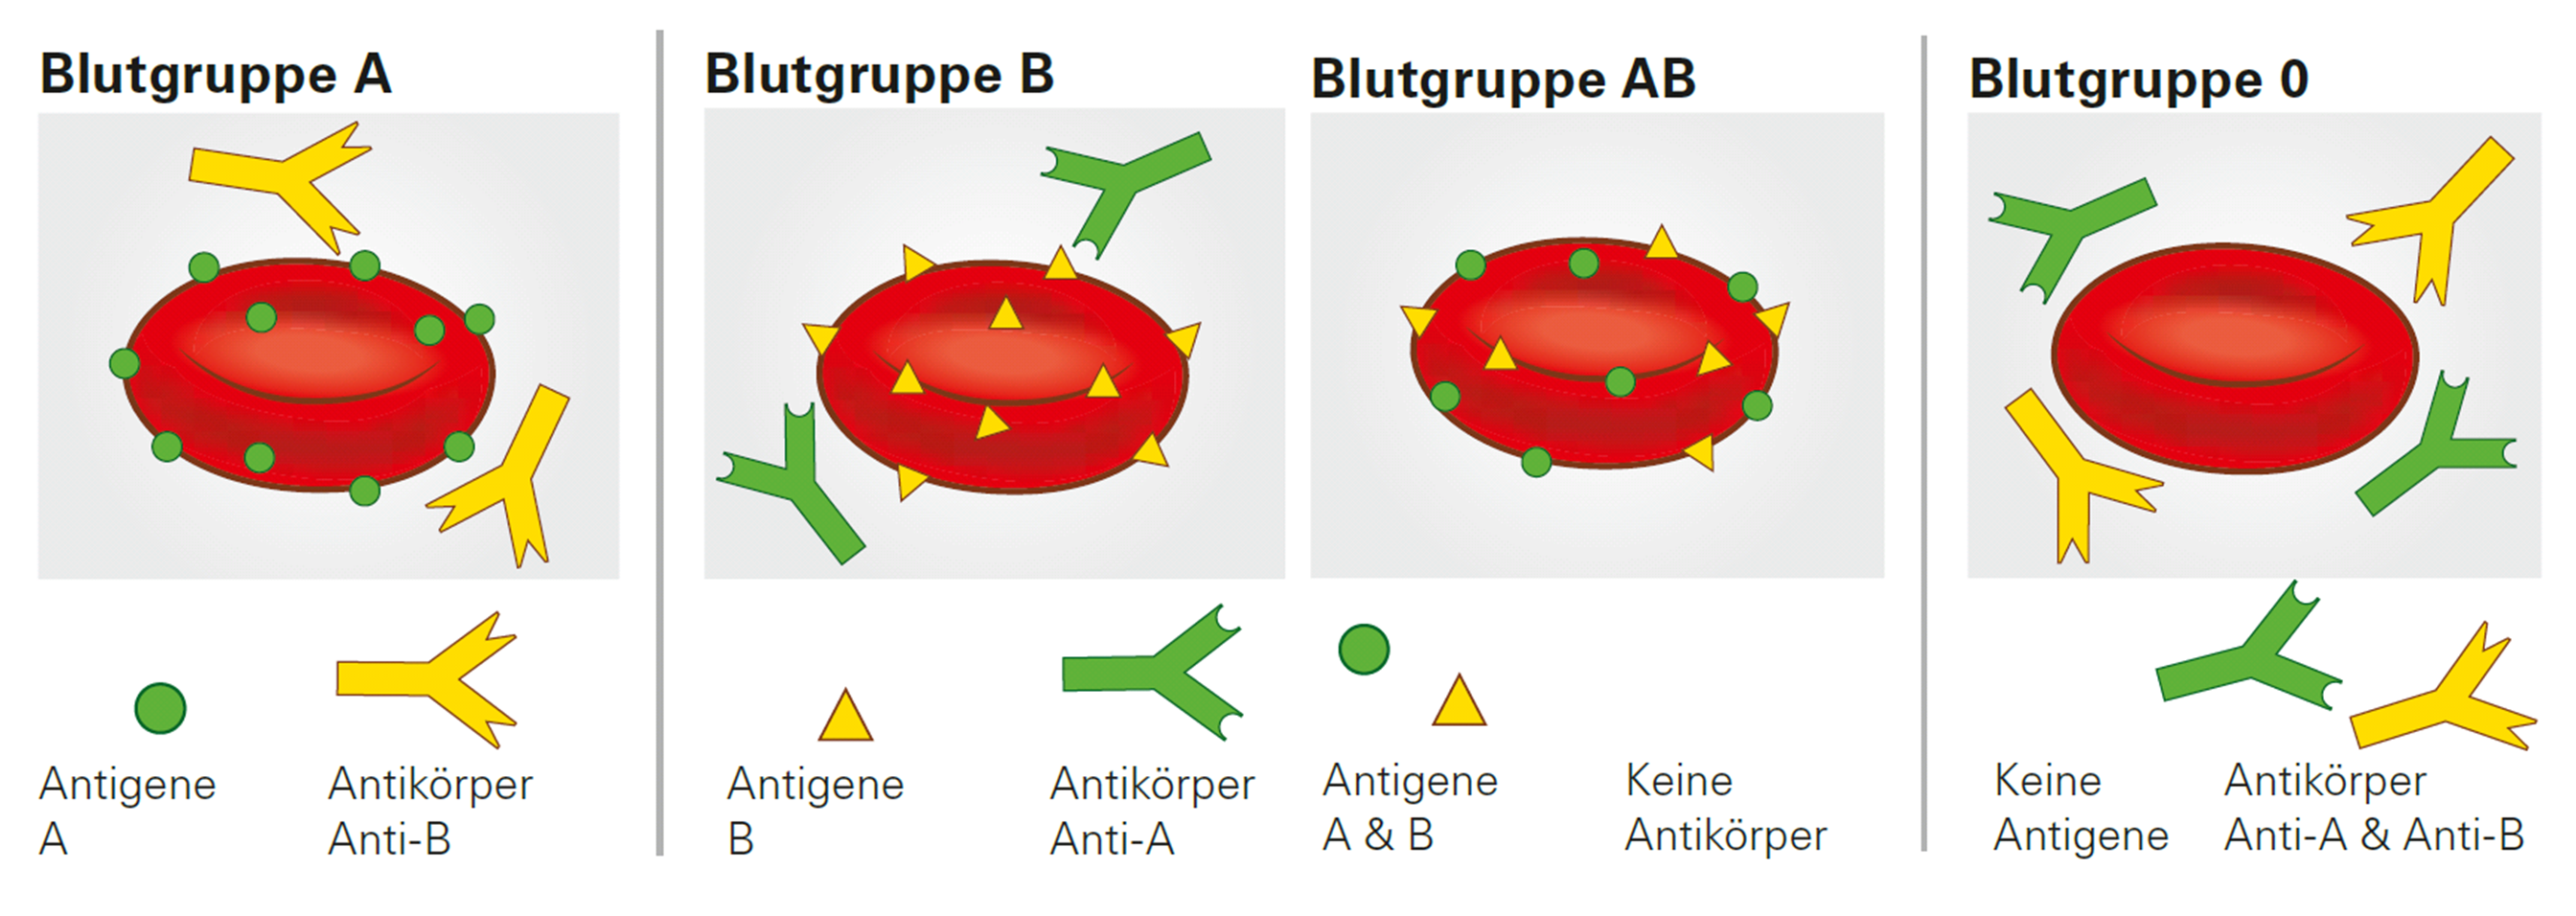 Blutgruppe A
Antigene
A
Antikörper
Anti-B
Blutgruppe B
Antigene
B
Antikörper
Anti-A
Blutgruppe AB
Antigene
A & B
Keine
Antikörper
Blutgruppe 0
Keine
Antigene
Antikörper
Anti-A & Anti-B